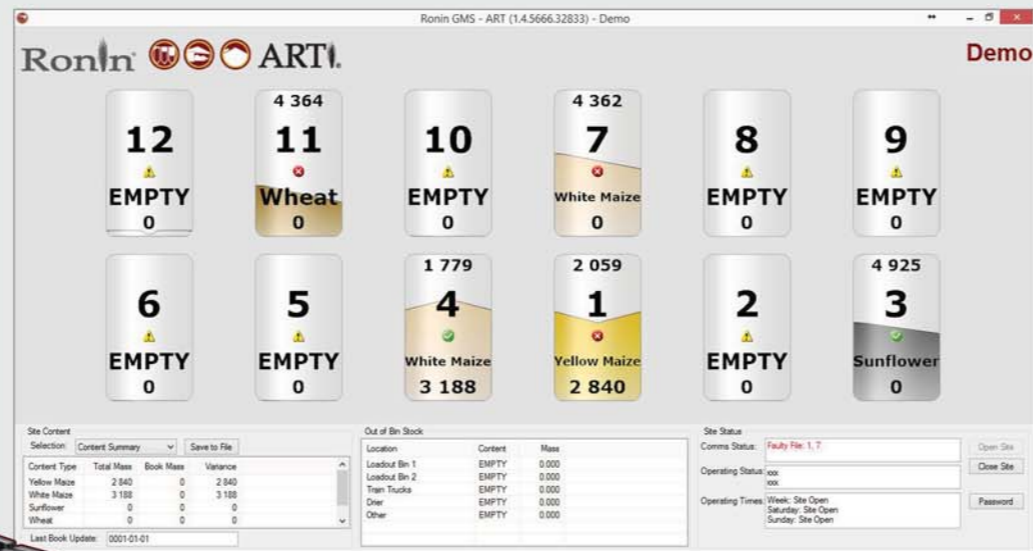 Ronin GMS - ART (1.4.5666.32833) - Demo
Ronin ART. Demo
4 364 4 362
12 11 10 7 8 9
EMPTY Wheat EMPTY White Maize EMPTY EMPTY
0 0 0 0 0 0
1 779 2 059 4 925
6 5 4 1 2 3
EMPTY EMPTY White Maize Yellow Maize EMPTY Sunflower
0 0 3 188 2 840 0 0
Site Content
Selection: Content Summary Save to File
Content Type Total Mass Book Mass Variance
Yellow Maize 2 840 0 2 840
White Maize 3 188 0 3 188
Sunflower 0 0 0
Wheat 0 0 0
Last Book Update: 0001-01-01
Out of Bin Stock
Location Content Mass
Loadout Bin 1 EMPTY 0.000
Loadout Bin 2 EMPTY 0.000
Train Trucks EMPTY 0.000
Drier EMPTY 0.000
Other EMPTY 0.000
Site Status
Comms Status: Faulty File: 1, 7 Open Site
Operating Status: xxx Close Site
xxx
Operating Times: Week: Site Open Password
Saturday: Site Open
Sunday: Site Open